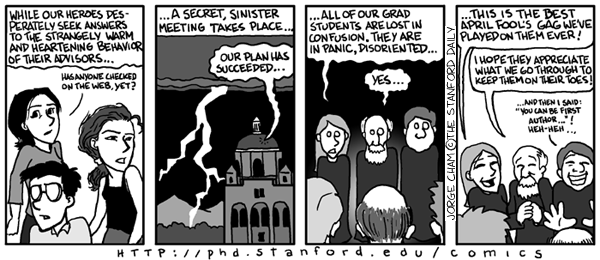 WHILE OUR HEROES DES-
PERATELY SEEK ANSWERS
TO THE STRANGELY WARM
AND HEARTENING BEHAVIOR
OF THEIR ADVISORS...
HAS ANYONE CHECKED
ON THE WEB, YET?
...A SECRET, SINISTER
MEETING TAKES PLACE...
OUR PLAN HAS
SUCCEEDED...
...ALL OF OUR GRAD
STUDENTS ARE LOST IN
CONFUSION. THEY ARE
IN PANIC, DISORIENTED...
YES...
JORGE CHAM ©THE STANFORD DAILY
...THIS IS THE BEST
APRIL FOOL'S GAG WE'VE
PLAYED ON THEM EVER!
I HOPE THEY APPRECIATE
WHAT WE GO THROUGH TO
KEEP THEM ON THEIR TOES!
...AND THEN I SAID:
"YOU CAN BE FIRST
AUTHOR..."!
HEH-HEH...
HTTP://phd.stanford.edu/comics